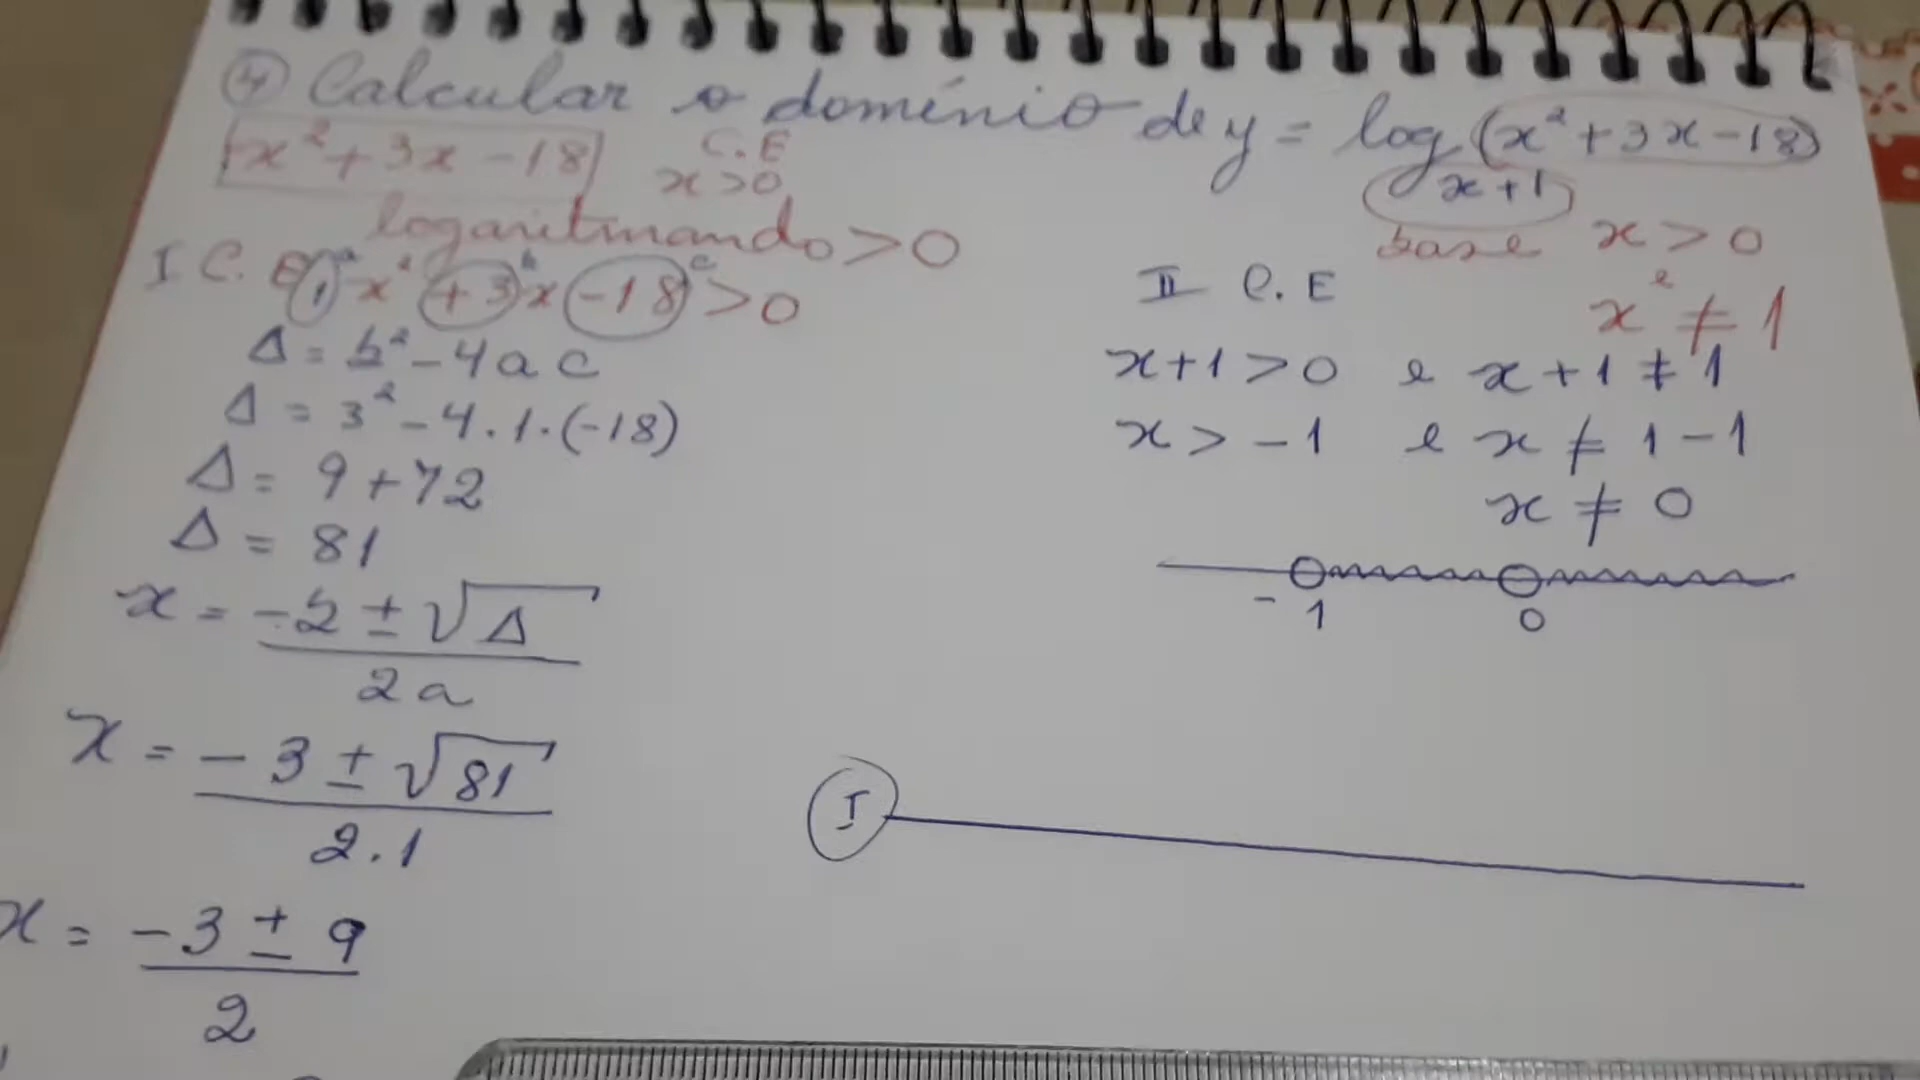 ④ Calcular o domínio de y = log x+1 (x² + 3x - 18)
x² + 3x - 18
C.E
x > 0
logaritmando > 0
base x > 0
e
x ≠ 1
I C.E 1x² + 3x - 18 > 0
a b c
Δ = b² - 4ac
Δ = 3² - 4.1.(-18)
Δ = 9 + 72
Δ = 81
x = -b ± √Δ
2a
x = -3 ± √81
2.1
x = -3 ± 9
2
II C.E
x + 1 > 0 e x + 1 ≠ 1
x > -1 e x ≠ 1 - 1
x ≠ 0
-1 0
I